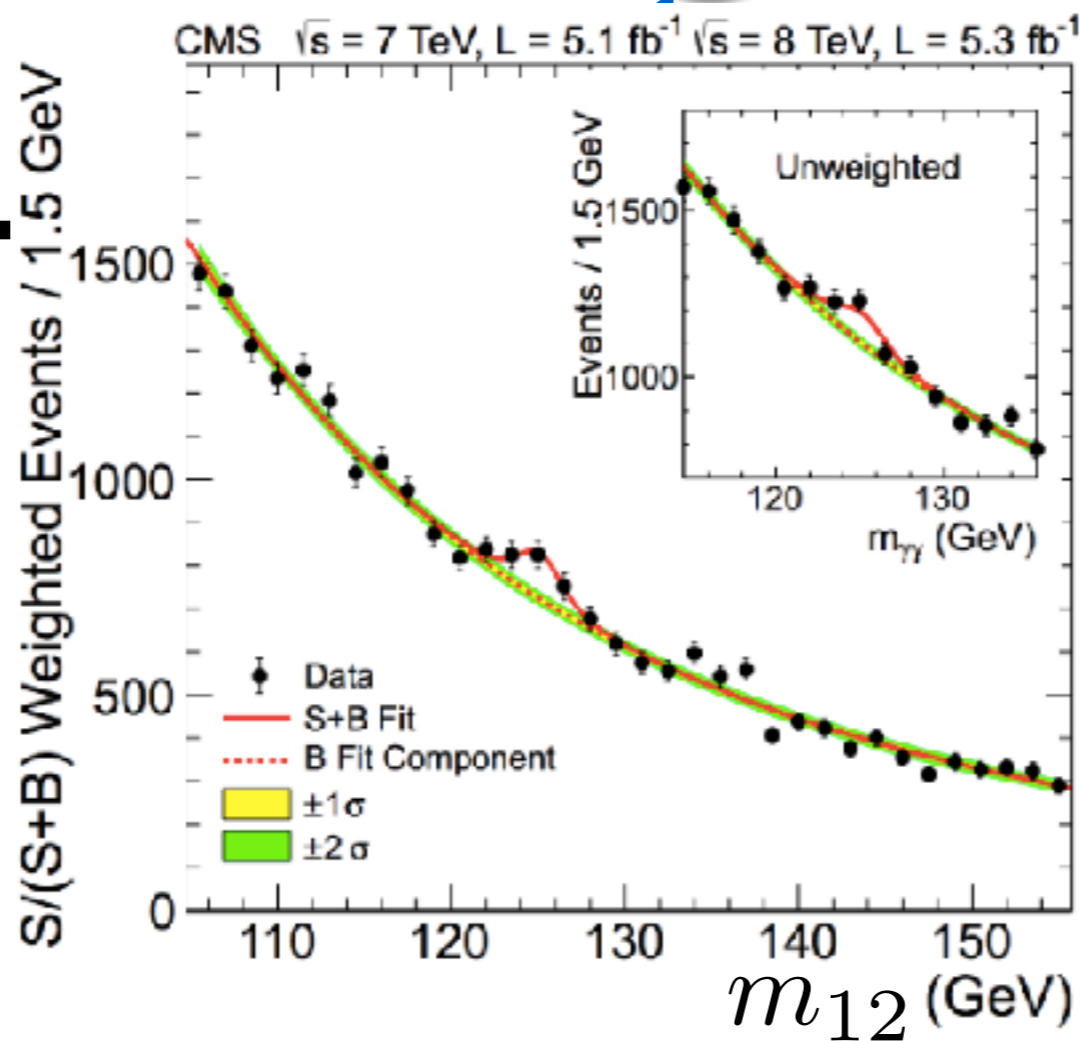 CMS √s = 7 TeV, L = 5.1 fb⁻¹ √s = 8 TeV, L = 5.3 fb⁻¹
S/(S+B) Weighted Events / 1.5 GeV
1500
1000
500
0
110 120 130 140 150
m₁₂ (GeV)
Data
S+B Fit
B Fit Component
±1σ
±2σ
Unweighted
Events / 1.5 GeV
1500
1000
120 130
mγγ (GeV)